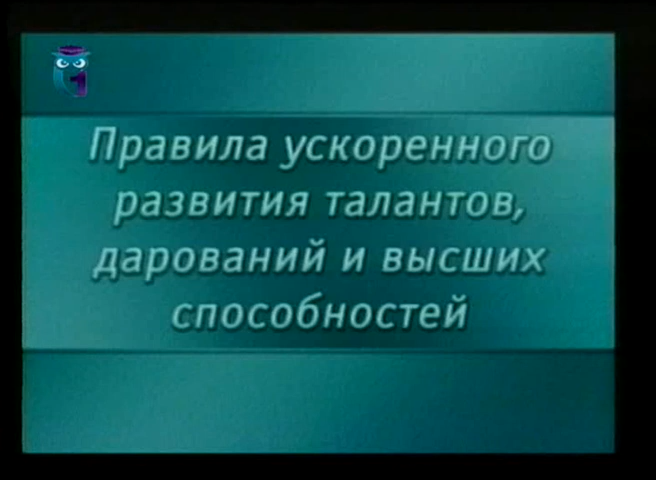 Правила ускоренного
развития талантов,
дарований и высших
способностей